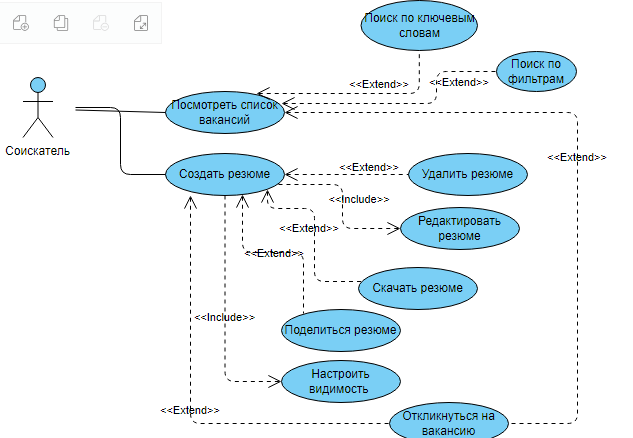 Поиск по ключевым
словам
Поиск по
фильтрам
<<Extend>>
<<Extend>>
Посмотреть список
вакансий
Соискатель
<<Extend>>
Создать резюме
<<Extend>>
Удалить резюме
<<Include>>
Редактировать
резюме
<<Extend>>
<<Extend>>
Скачать резюме
<<Include>>
Поделиться резюме
Настроить
видимость
<<Extend>>
Откликнуться на
вакансию